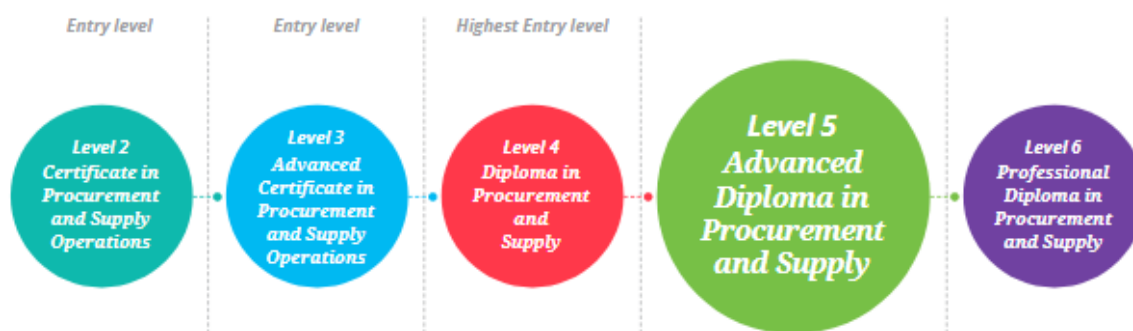 Entry level
Entry level
Highest Entry level
Level 2
Certificate in
Procurement
and Supply
Operations
Level 3
Advanced
Certificate in
Procurement
and Supply
Operations
Level 4
Diploma in
Procurement
and
Supply
Level 5
Advanced
Diploma in
Procurement
and Supply
Level 6
Professional
Diploma in
Procurement
and Supply